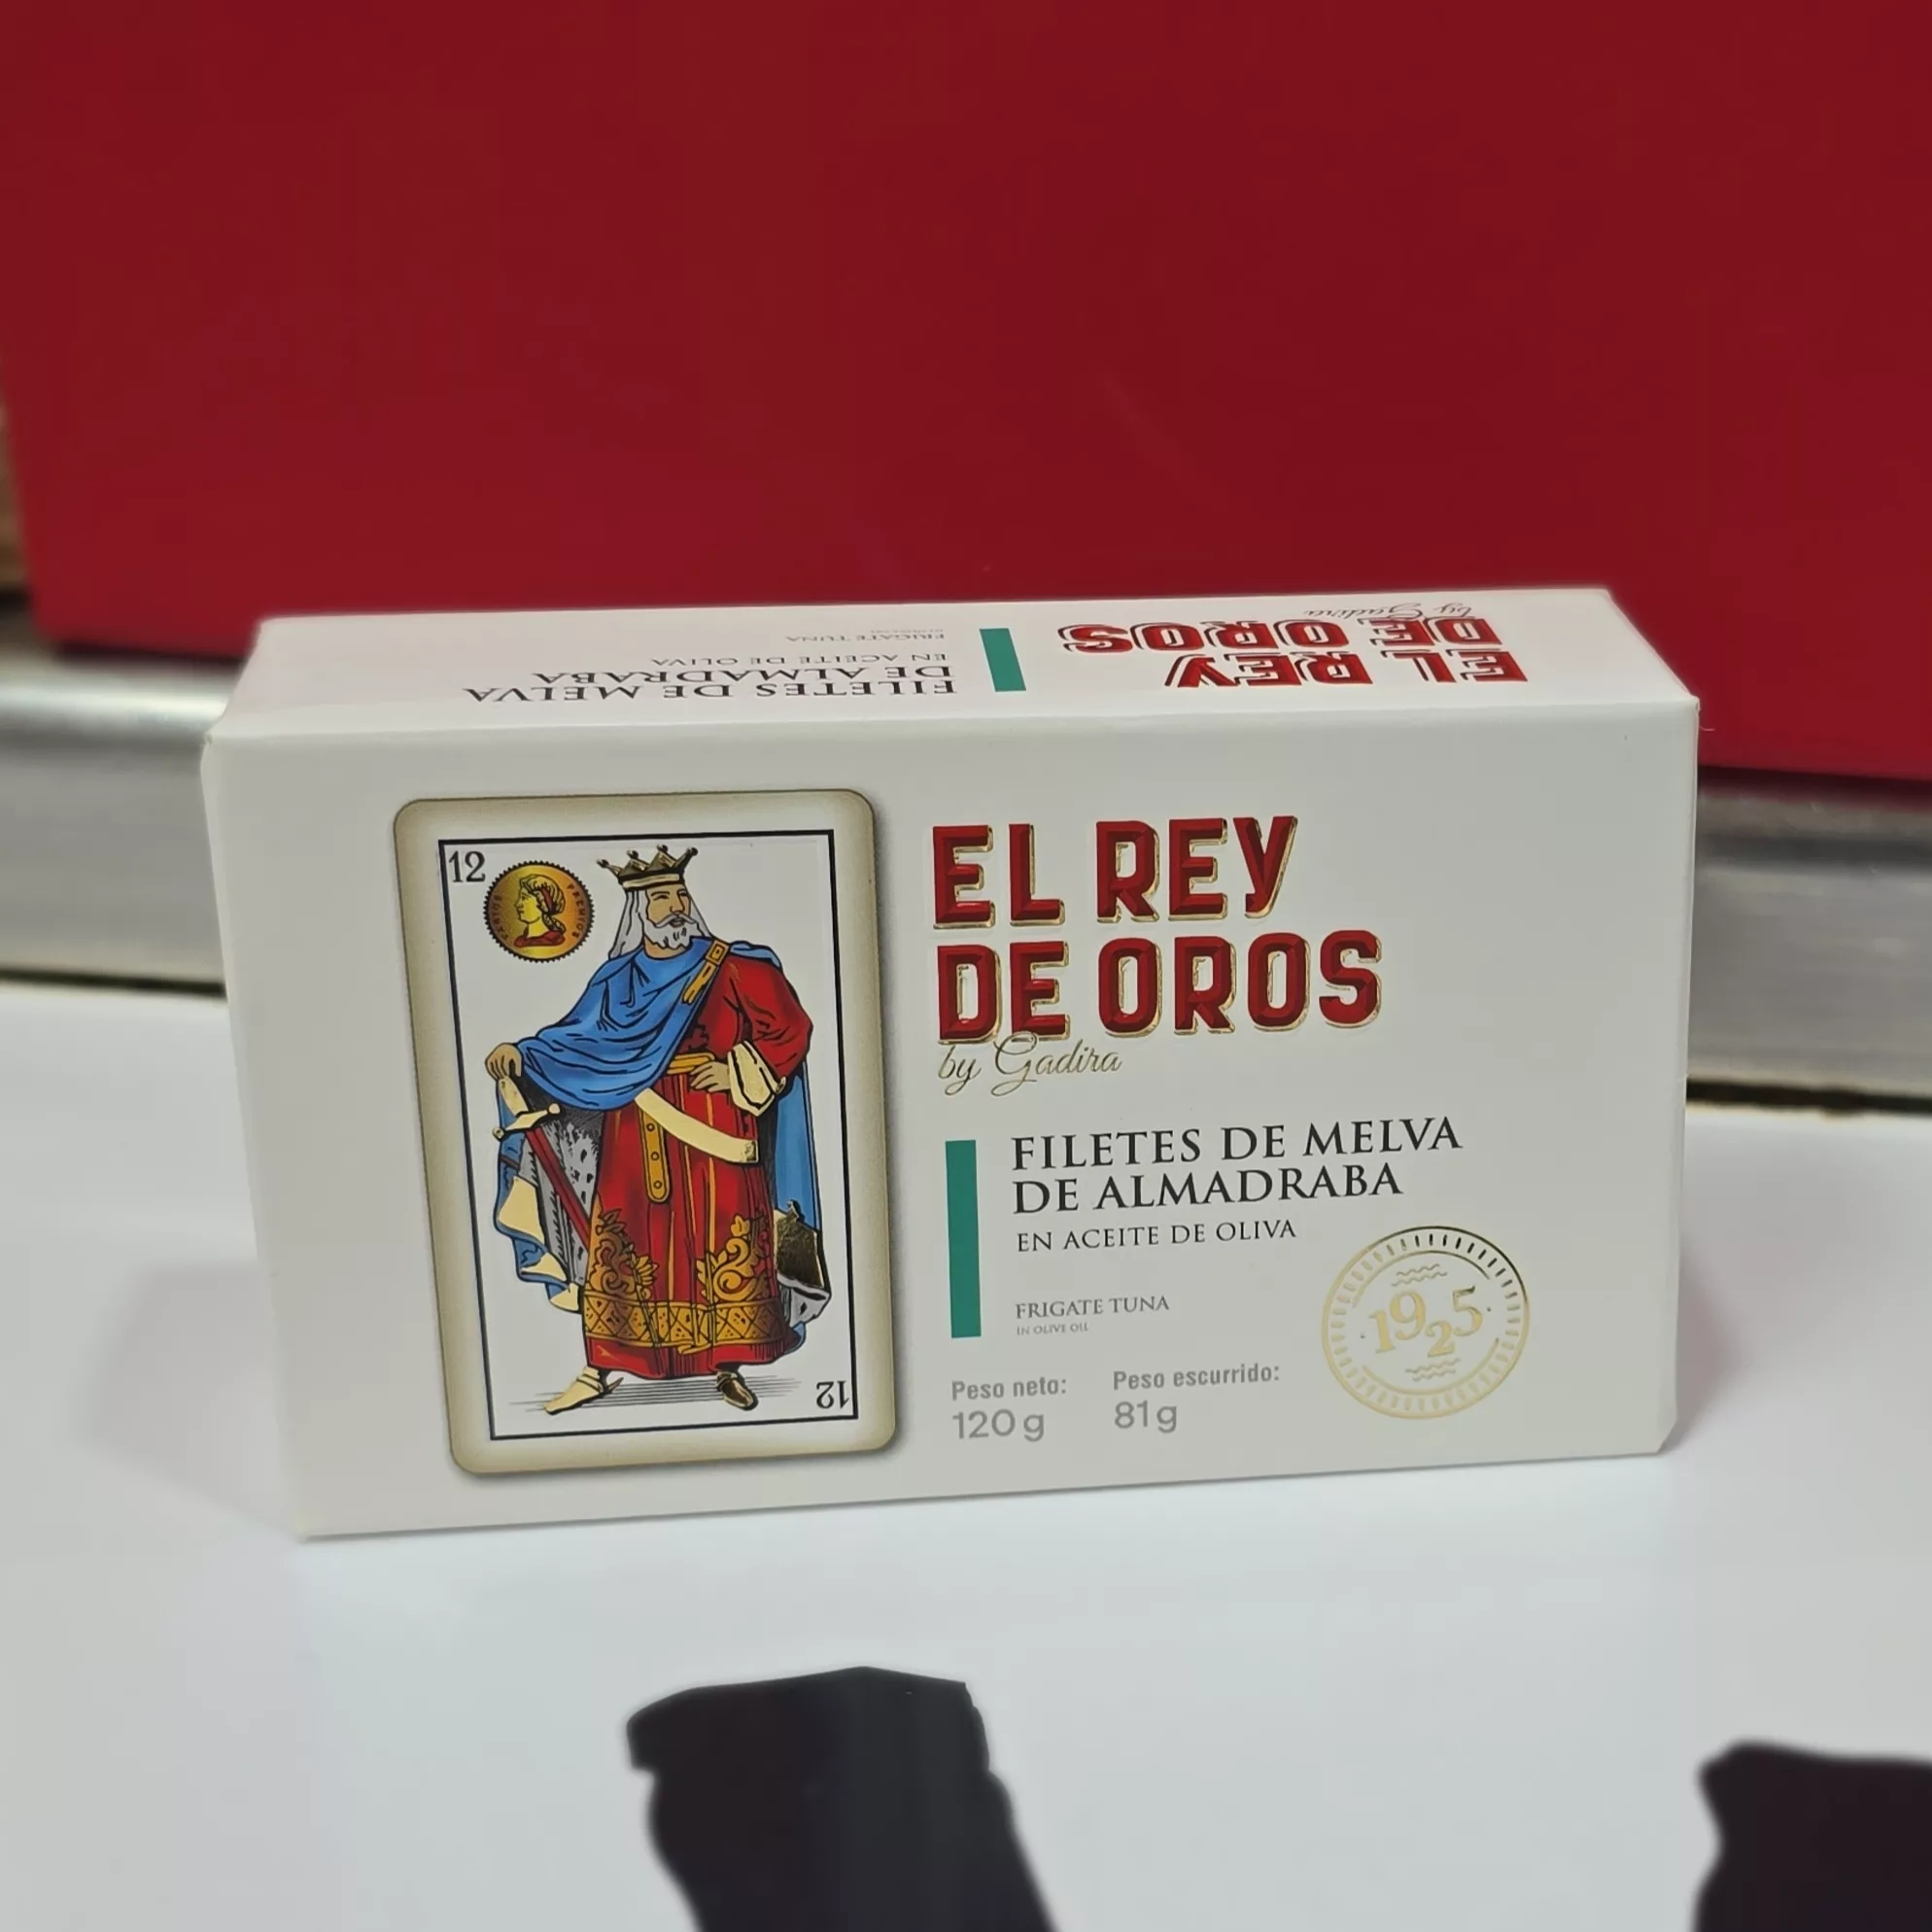 by Gadira
EL REY
DE OROS
FILETES DE MELVA
DE ALMADRABA
EN ACEITE DE OLIVA
FRIGATE TUNA
12
EL REY
DE OROS
by Gadira
FILETES DE MELVA
DE ALMADRABA
EN ACEITE DE OLIVA
FRIGATE TUNA
IN OLIVE OIL
Peso neto:
120 g
Peso escurrido:
81 g
1925
12